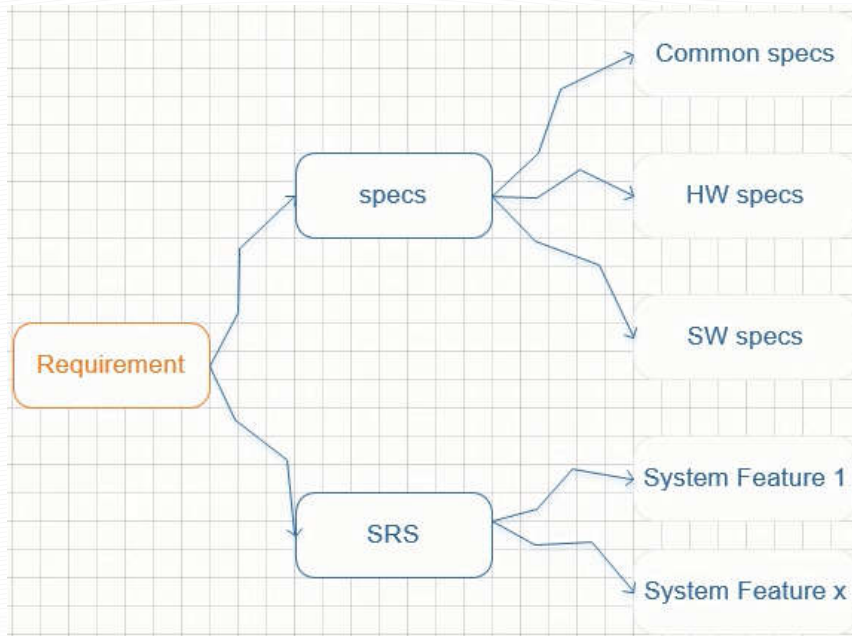 Common specs
specs
HW specs
Requirement
SW specs
System Feature 1
SRS
System Feature x